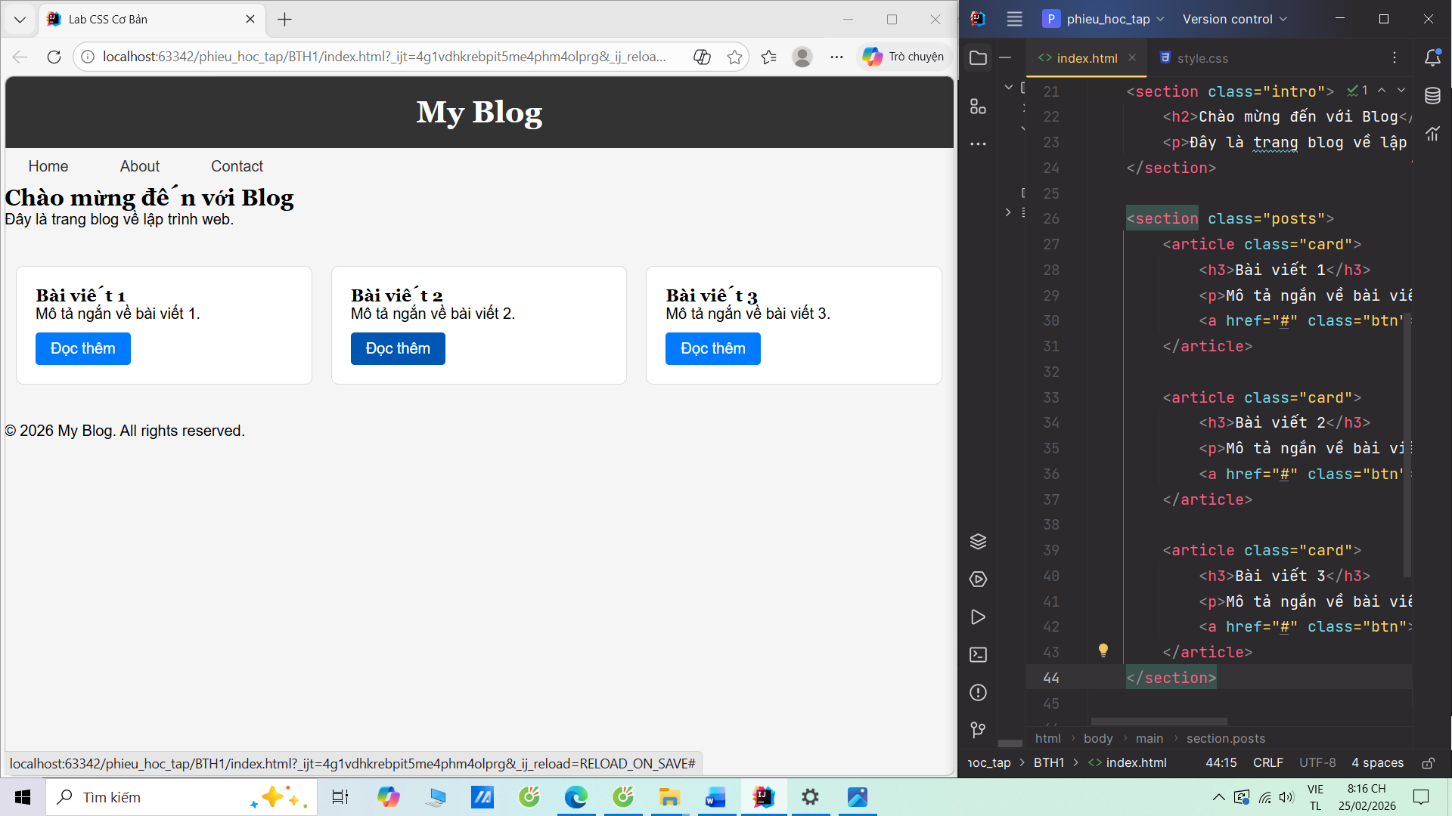 Lab CSS Cơ Bản
localhost:63342/phieu_hoc_tap/BTH1/index.html?_ijt=4g1vdhkrebpit5me4phm4olprg&_ij_reloa...
Trò chuyện
My Blog
Home About Contact
Chào mừng đến với Blog
Đây là trang blog về lập trình web.
Bài viết 1
Mô tả ngắn về bài viết 1.
Đọc thêm
Bài viết 2
Mô tả ngắn về bài viết 2.
Đọc thêm
Bài viết 3
Mô tả ngắn về bài viết 3.
Đọc thêm
© 2026 My Blog. All rights reserved.
localhost:63342/phieu_hoc_tap/BTH1/index.html?_ijt=4g1vdhkrebpit5me4phm4olprg&_ij_reload=RELOAD_ON_SAVE#
P phieu_hoc_tap Version control
index.html style.css
21 <section class="intro"> 1
22 <h2>Chào mừng đến với Blog</
23 <p>Đây là trang blog về lập
24 </section>
25
26 <section class="posts">
27 <article class="card">
28 <h3>Bài viết 1</h3>
29 <p>Mô tả ngắn về bài viế
30 <a href="#" class="btn">
31 </article>
32
33 <article class="card">
34 <h3>Bài viết 2</h3>
35 <p>Mô tả ngắn về bài vi
36 <a href="#" class="btn"
37 </article>
38
39 <article class="card">
40 <h3>Bài viết 3</h3>
41 <p>Mô tả ngắn về bài viế
42 <a href="#" class="btn">
43 </article>
44 </section>
45
html > body > main > section.posts
hoc_tap > BTH1 > <> index.html 44:15 CRLF UTF-8 4 spaces
Tìm kiếm
VIE
TL
8:16 CH
25/02/2026